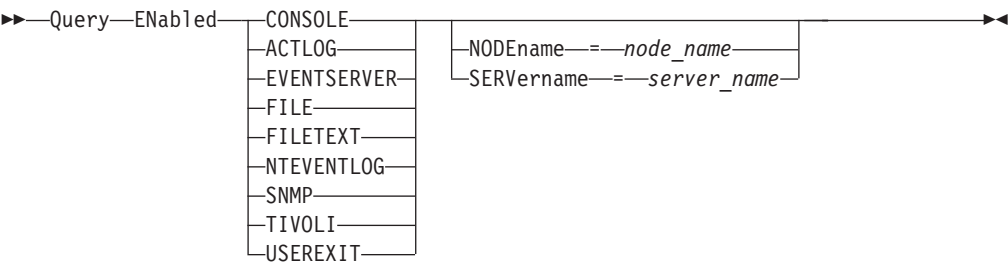 Query ENabled CONSOLE
ACTLOG NODEname = node_name
EVENTSERVER SERVername = server_name
FILE
FILETEXT
NTEVENTLOG
SNMP
TIVOLI
USEREXIT